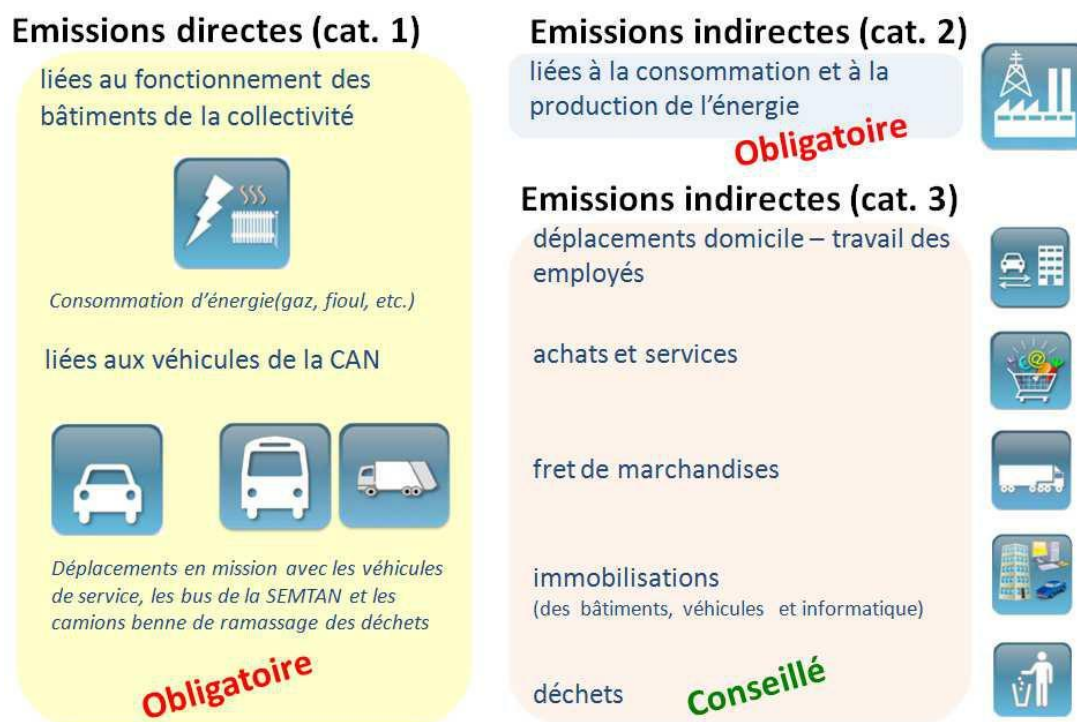 Emissions directes (cat. 1)
liées au fonctionnement des
bâtiments de la collectivité
Consommation d'énergie(gaz, fioul, etc.)
liées aux véhicules de la CAN
Déplacements en mission avec les véhicules
de service, les bus de la SEMTAN et les
camions benne de ramassage des déchets
Obligatoire
Emissions indirectes (cat. 2)
liées à la consommation et à la
production de l'énergie
Obligatoire
Emissions indirectes (cat. 3)
déplacements domicile – travail des
employés
achats et services
fret de marchandises
immobilisations
(des bâtiments, véhicules et informatique)
déchets
Conseillé